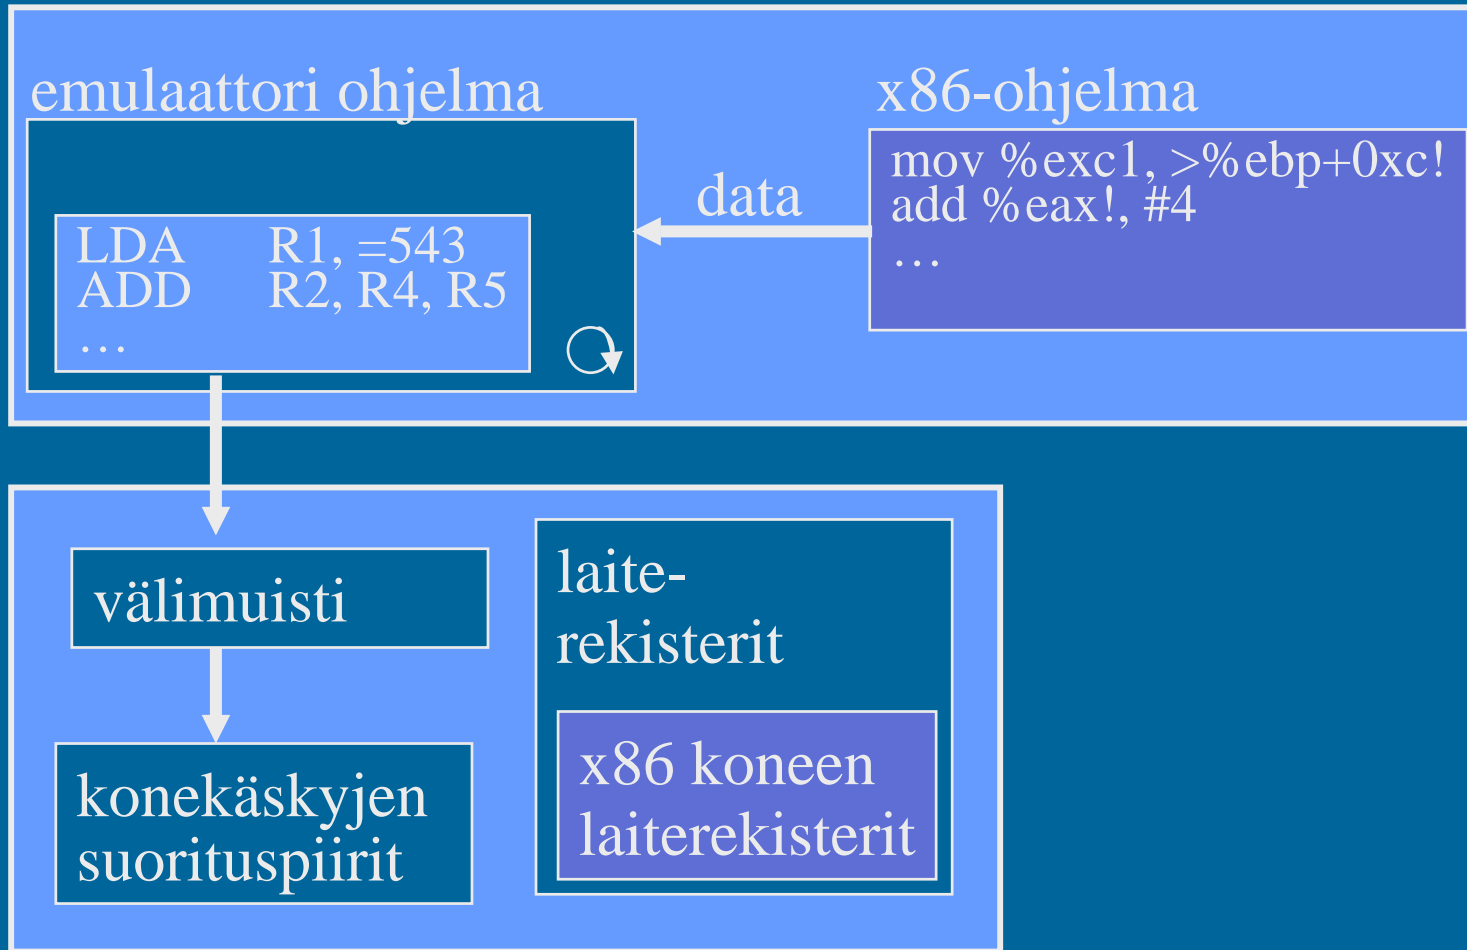 emulaattori ohjelma
LDA R1, =543
ADD R2, R4, R5
…
data
x86-ohjelma
mov %exc1, >%ebp+0xc!
add %eax!, #4
…
välimuisti
konekäskyjen
suorituspiirit
laite-
rekisterit
x86 koneen
laiterekisterit